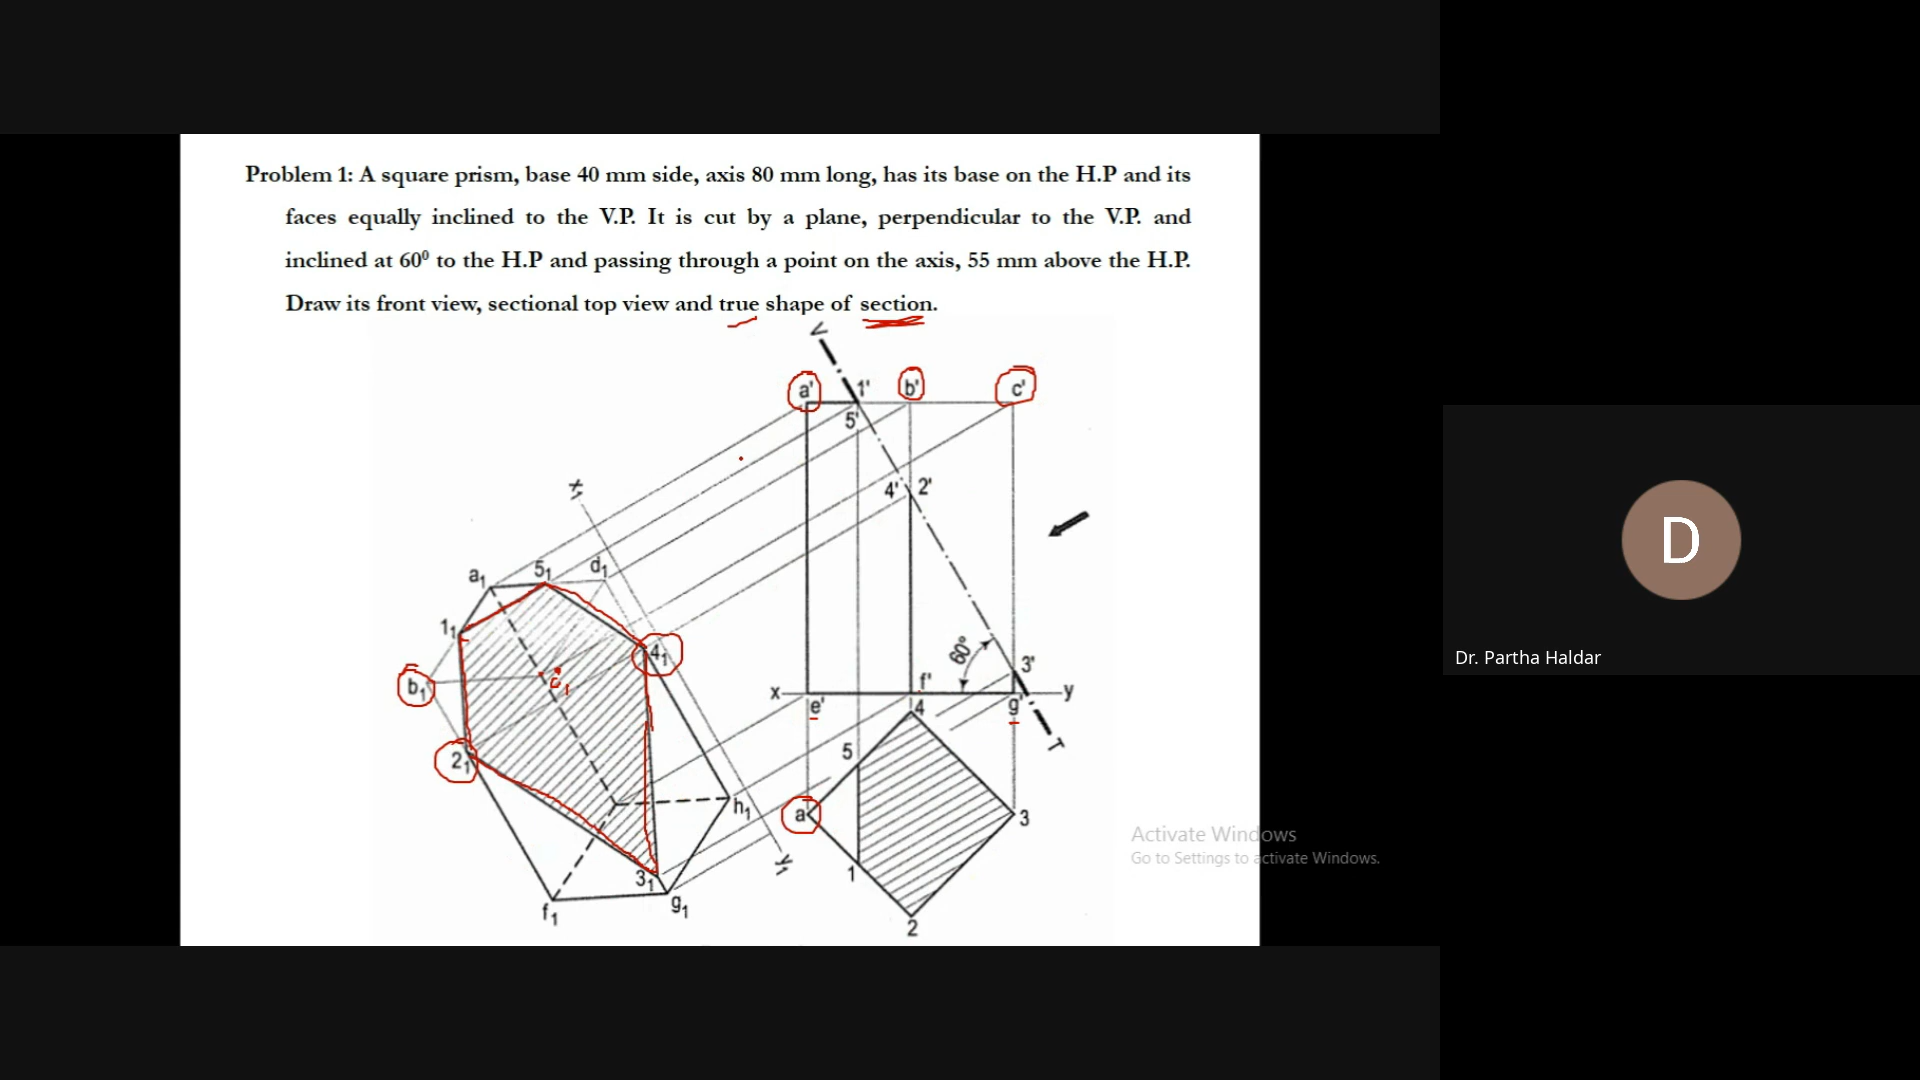 Problem 1: A square prism, base 40 mm side, axis 80 mm long, has its base on the H.P and its
faces equally inclined to the V.P. It is cut by a plane, perpendicular to the V.P. and
inclined at 60⁰ to the H.P and passing through a point on the axis, 55 mm above the H.P.
Draw its front view, sectional top view and true shape of section.
V
a' 1' b' c'
5'
4' 2'
x₁
a₁ 5₁ d₁
1₁ 4₁
b₁ c₁
60° 3'
x e' f' g' y
T
2₁
4
5
h₁
a 3
y₁
1
3₁
f₁ g₁
2
D
Dr. Partha Haldar
Activate Windows
Go to Settings to activate Windows.